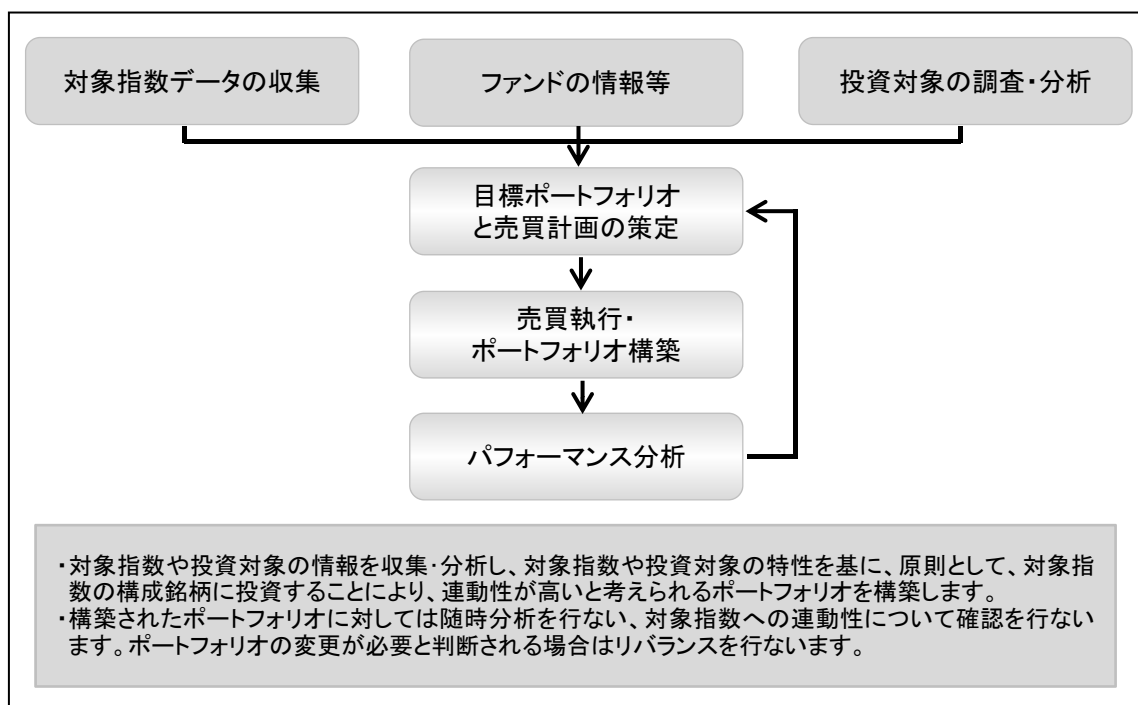 対象指数データの収集
ファンドの情報等
投資対象の調査・分析
目標ポートフォリオ
と売買計画の策定
売買執行・
ポートフォリオ構築
パフォーマンス分析
・対象指数や投資対象の情報を収集･分析し、対象指数や投資対象の特性を基に、原則として、対象指
数の構成銘柄に投資することにより、連動性が高いと考えられるポートフォリオを構築します。
・構築されたポートフォリオに対しては随時分析を行ない、対象指数への連動性について確認を行ない
ます。ポートフォリオの変更が必要と判断される場合はリバランスを行ないます。